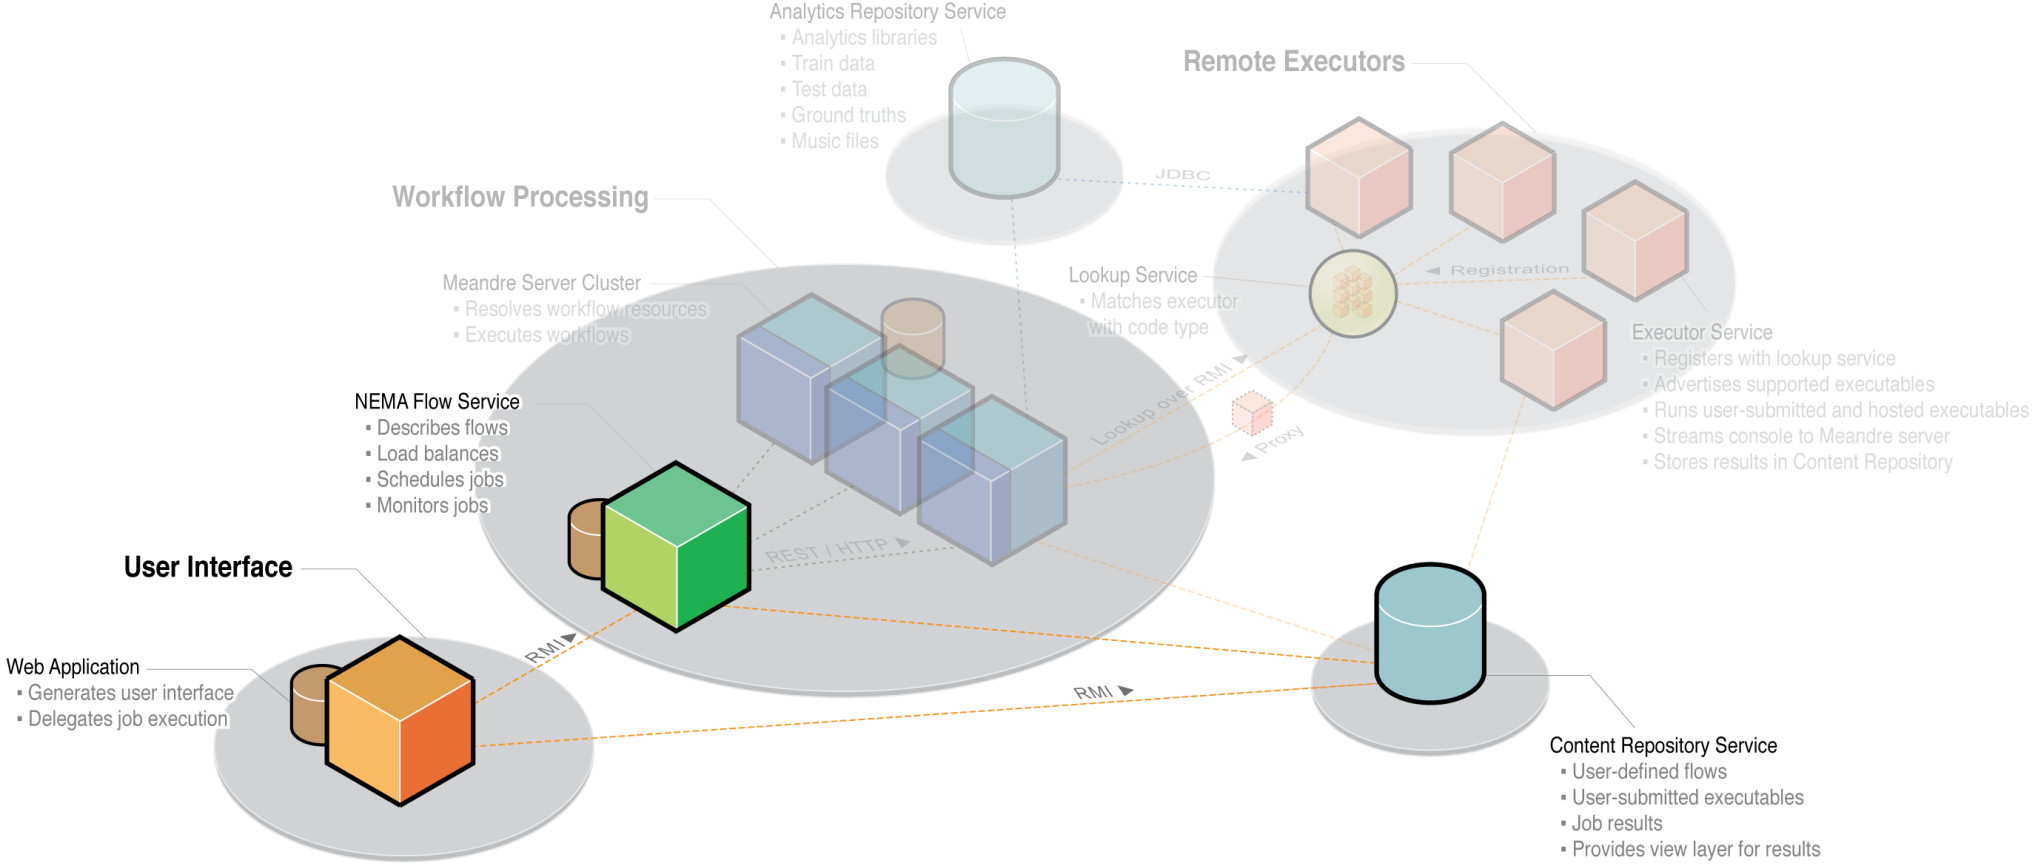 Analytics Repository Service
▪ Analytics libraries
▪ Train data
▪ Test data
▪ Ground truths
▪ Music files
Remote Executors
JDBC
Workflow Processing
Meandre Server Cluster
▪ Resolves workflow resources
▪ Executes workflows
Lookup Service
▪ Matches executor
with code type
Registration
Executor Service
▪ Registers with lookup service
▪ Advertises supported executables
▪ Runs user-submitted and hosted executables
▪ Streams console to Meandre server
▪ Stores results in Content Repository
Lookup over RMI
Proxy
NEMA Flow Service
▪ Describes flows
▪ Load balances
▪ Schedules jobs
▪ Monitors jobs
REST / HTTP
User Interface
RMI
Web Application
▪ Generates user interface
▪ Delegates job execution
RMI
Content Repository Service
▪ User-defined flows
▪ User-submitted executables
▪ Job results
▪ Provides view layer for results